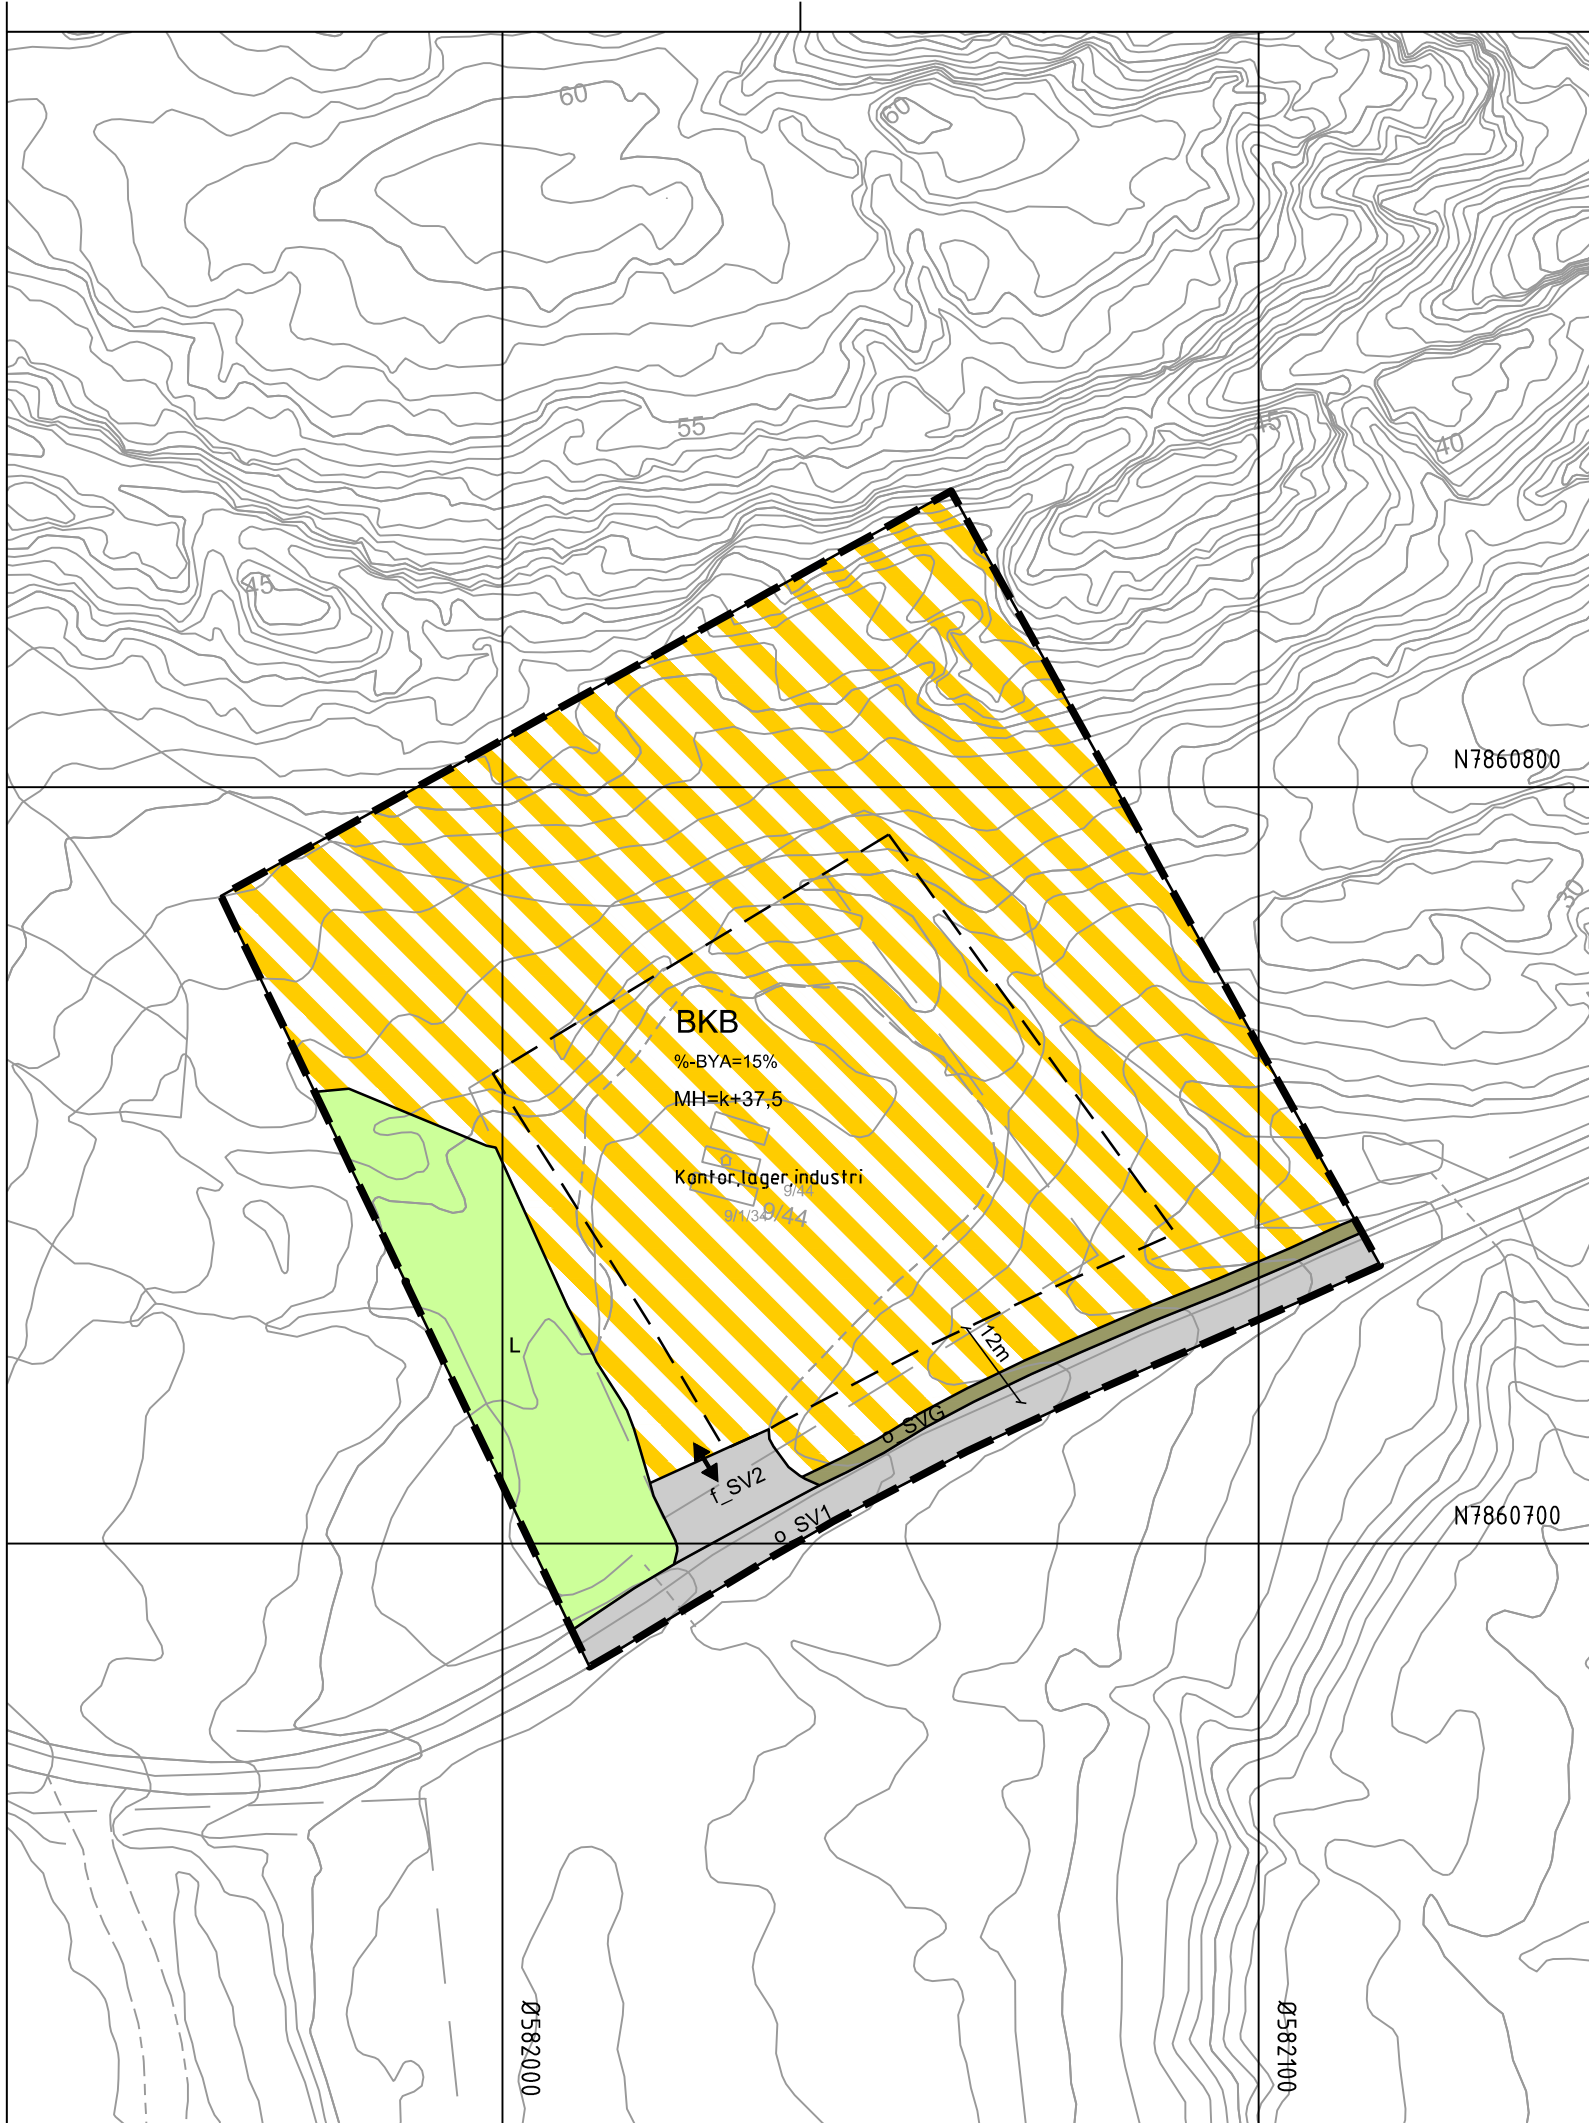 60
60
55
45
40
45
N7860800
30
BKB
%-BYA=15%
MH=k+37,5
Kontor,lager,industri
9/44
9/1/34
9/44
L
12m
o_SVG
f_SV2
o_SV1
N7860700
Ø582000
Ø582100